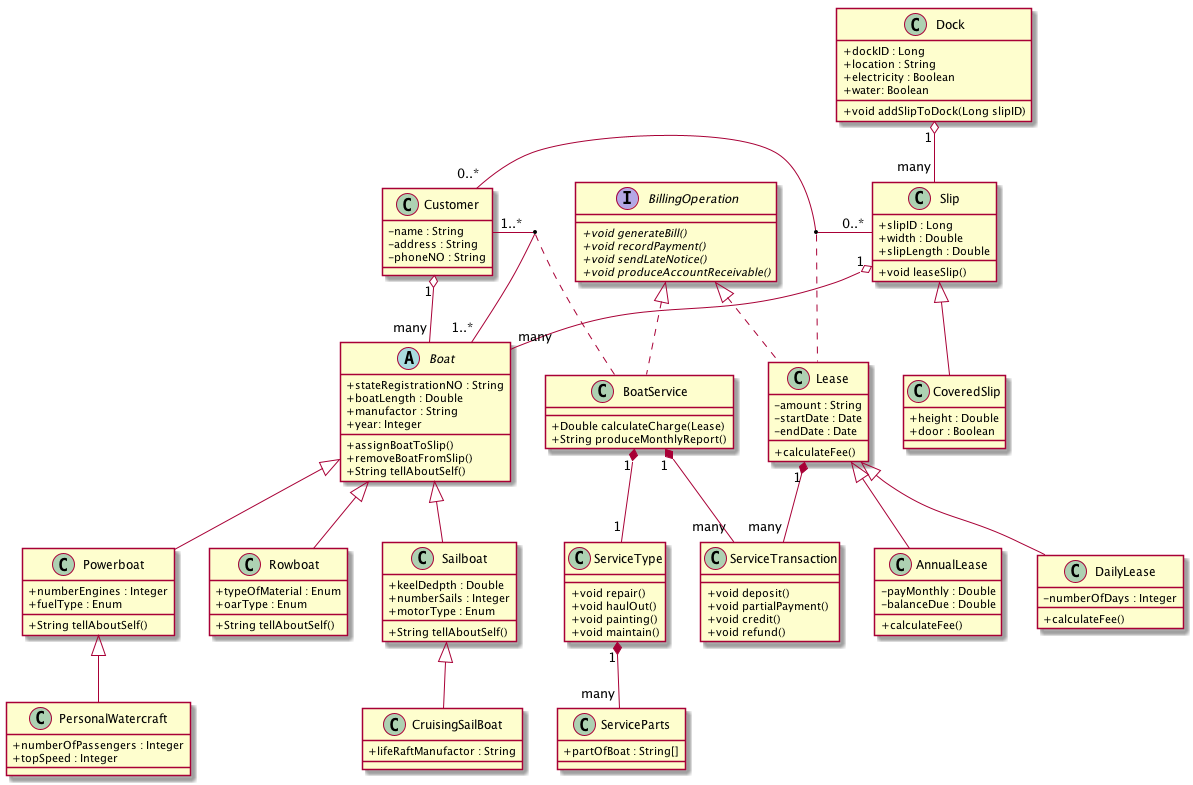 C Dock
+dockID : Long
+location : String
+electricity : Boolean
+water: Boolean
+void addSlipToDock(Long slipID)
1
many
0..*
C Customer
-name : String
-address : String
-phoneNO : String
1..*
1
I BillingOperation
+void generateBill()
+void recordPayment()
+void sendLateNotice()
+void produceAccountReceivable()
0..*
C Slip
+slipID : Long
+width : Double
+slipLength : Double
+void leaseSlip()
1
many
1..*
many
A Boat
+stateRegistrationNO : String
+boatLength : Double
+manufactor : String
+year: Integer
+assignBoatToSlip()
+removeBoatFromSlip()
+String tellAboutSelf()
C BoatService
+Double calculateCharge(Lease)
+String produceMonthlyReport()
1
1
C Lease
-amount : String
-startDate : Date
-endDate : Date
+calculateFee()
1
C CoveredSlip
+height : Double
+door : Boolean
1
many
many
C Powerboat
+numberEngines : Integer
+fuelType : Enum
+String tellAboutSelf()
C Rowboat
+typeOfMaterial : Enum
+oarType : Enum
+String tellAboutSelf()
C Sailboat
+keelDedpth : Double
+numberSails : Integer
+motorType : Enum
+String tellAboutSelf()
C ServiceType
+void repair()
+void haulOut()
+void painting()
+void maintain()
1
many
C ServiceTransaction
+void deposit()
+void partialPayment()
+void credit()
+void refund()
C AnnualLease
-payMonthly : Double
-balanceDue : Double
+calculateFee()
C DailyLease
-numberOfDays : Integer
+calculateFee()
C PersonalWatercraft
+numberOfPassengers : Integer
+topSpeed : Integer
C CruisingSailBoat
+lifeRaftManufactor : String
C ServiceParts
+partOfBoat : String[]